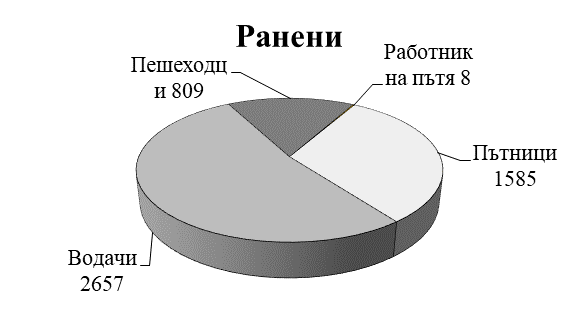 Ранени
Пешеходц
и 809
Работник
на пътя 8
Пътници
1585
Водачи
2657